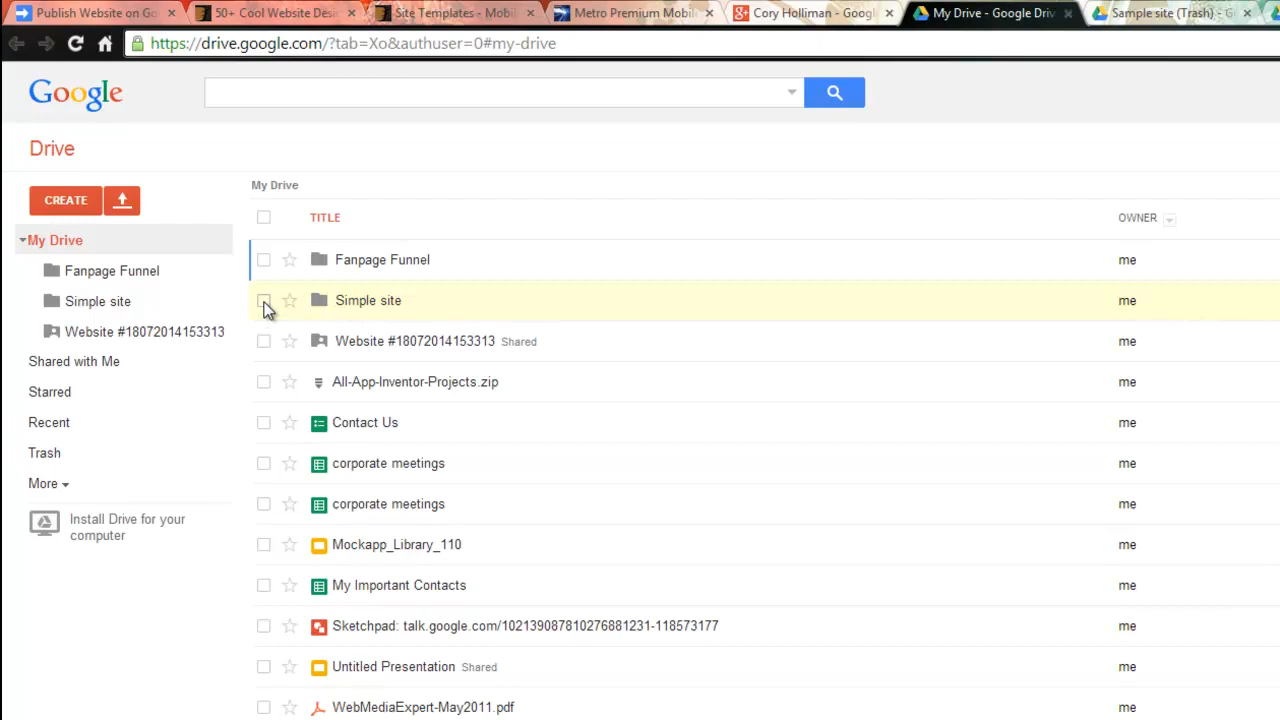 Publish Website on Go
50+ Cool Website Desi
Site Templates - Mobil
Metro Premium Mobile
Cory Holliman - Google
My Drive - Google Driv
Sample site (Trash) - G
https://drive.google.com/?tab=Xo&authuser=0#my-drive
Google
Drive
CREATE
My Drive
Fanpage Funnel
Simple site
Website #18072014153313
Shared with Me
Starred
Recent
Trash
More
Install Drive for your
computer
My Drive
TITLE OWNER
Fanpage Funnel me
Simple site me
Website #18072014153313 Shared me
All-App-Inventor-Projects.zip me
Contact Us me
corporate meetings me
corporate meetings me
Mockapp_Library_110 me
My Important Contacts me
Sketchpad: talk.google.com/102139087810276881231-118573177 me
Untitled Presentation Shared me
WebMediaExpert-May2011.pdf me